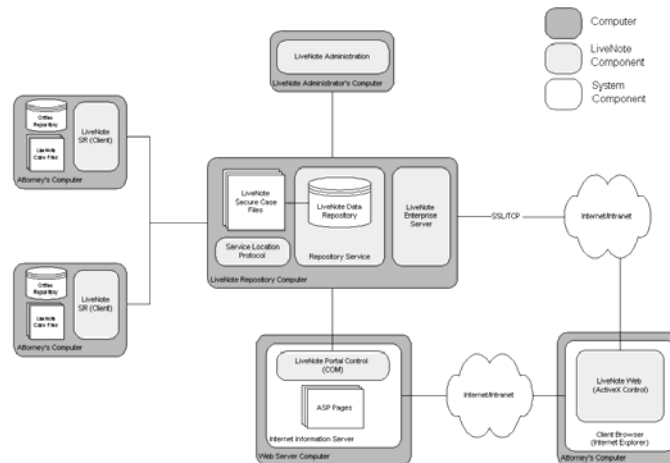 Computer
LiveNote
Component
System
Component
LiveNote Administration
LiveNote Administrator's Computer
Offline
Repository
LiveNote
Case Files
LiveNote
SR (Client)
Attorney's Computer
LiveNote
Secure Case
Files
LiveNote Data
Repository
LiveNote
Enterprise
Server
Service Location
Protocol
Repository Service
LiveNote Repository Computer
SSL/TCP
Internet/Intranet
Offline
Repository
LiveNote
Case Files
LiveNote
SR (Client)
Attorney's Computer
LiveNote Portal Control
(COM)
ASP Pages
Internet Information Server
Web Server Computer
Internet/Intranet
LiveNote Web
(ActiveX Control)
Client Browser
(Internet Explorer)
Attorney's Computer